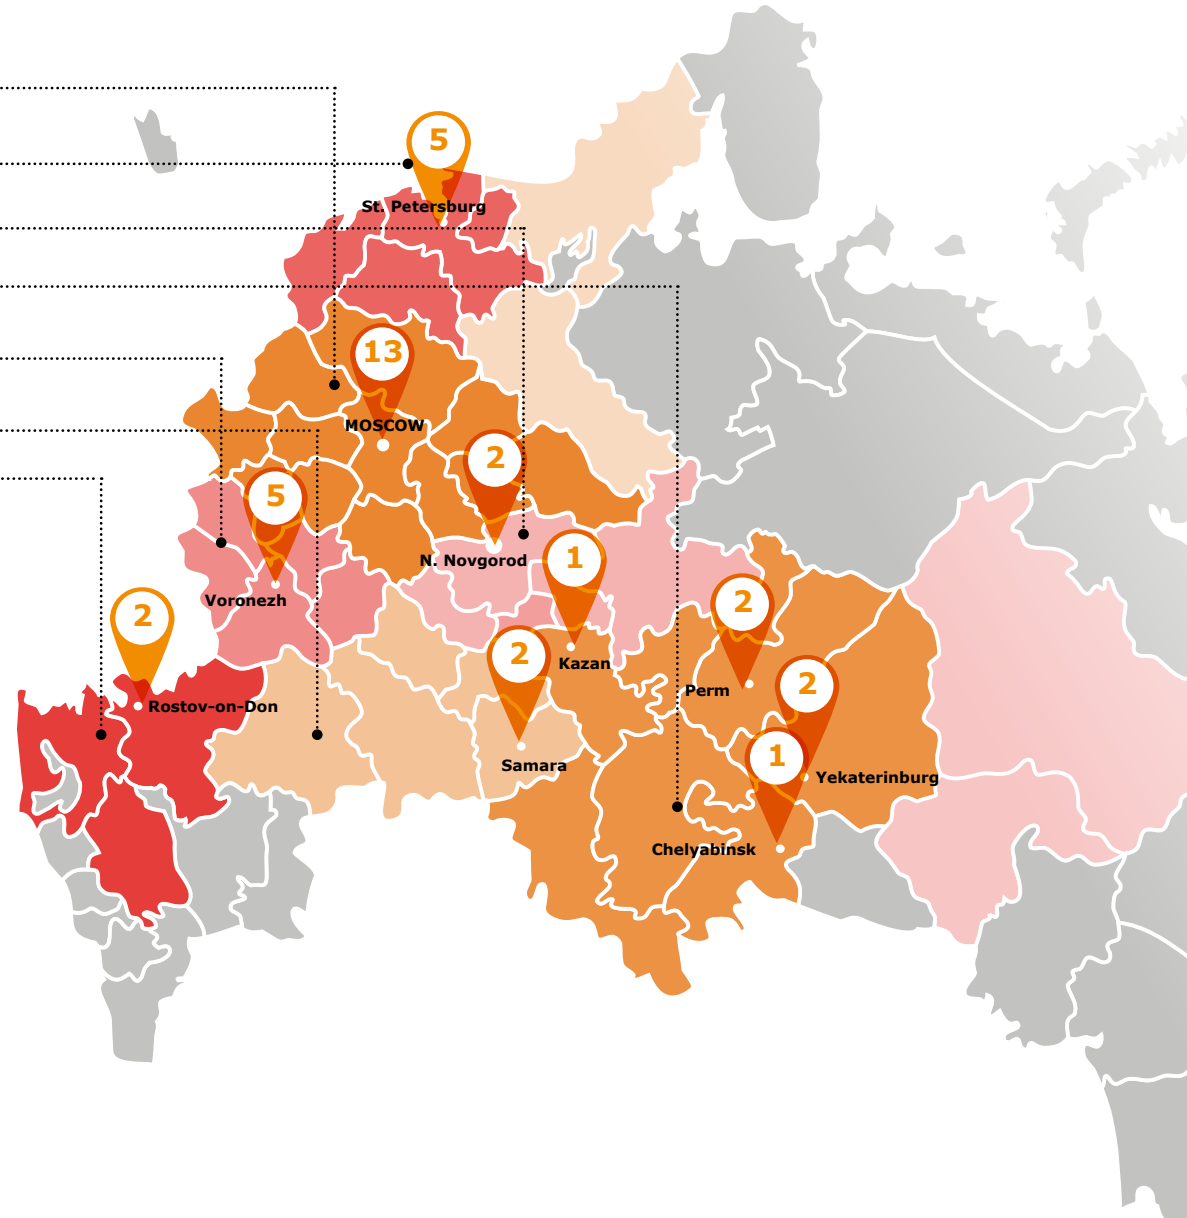 5
St. Petersburg
13
MOSCOW
2
N. Novgorod
5
Voronezh
1
Kazan
2
Rostov-on-Don
2
Perm
2
Samara
2
Yekaterinburg
1
Chelyabinsk